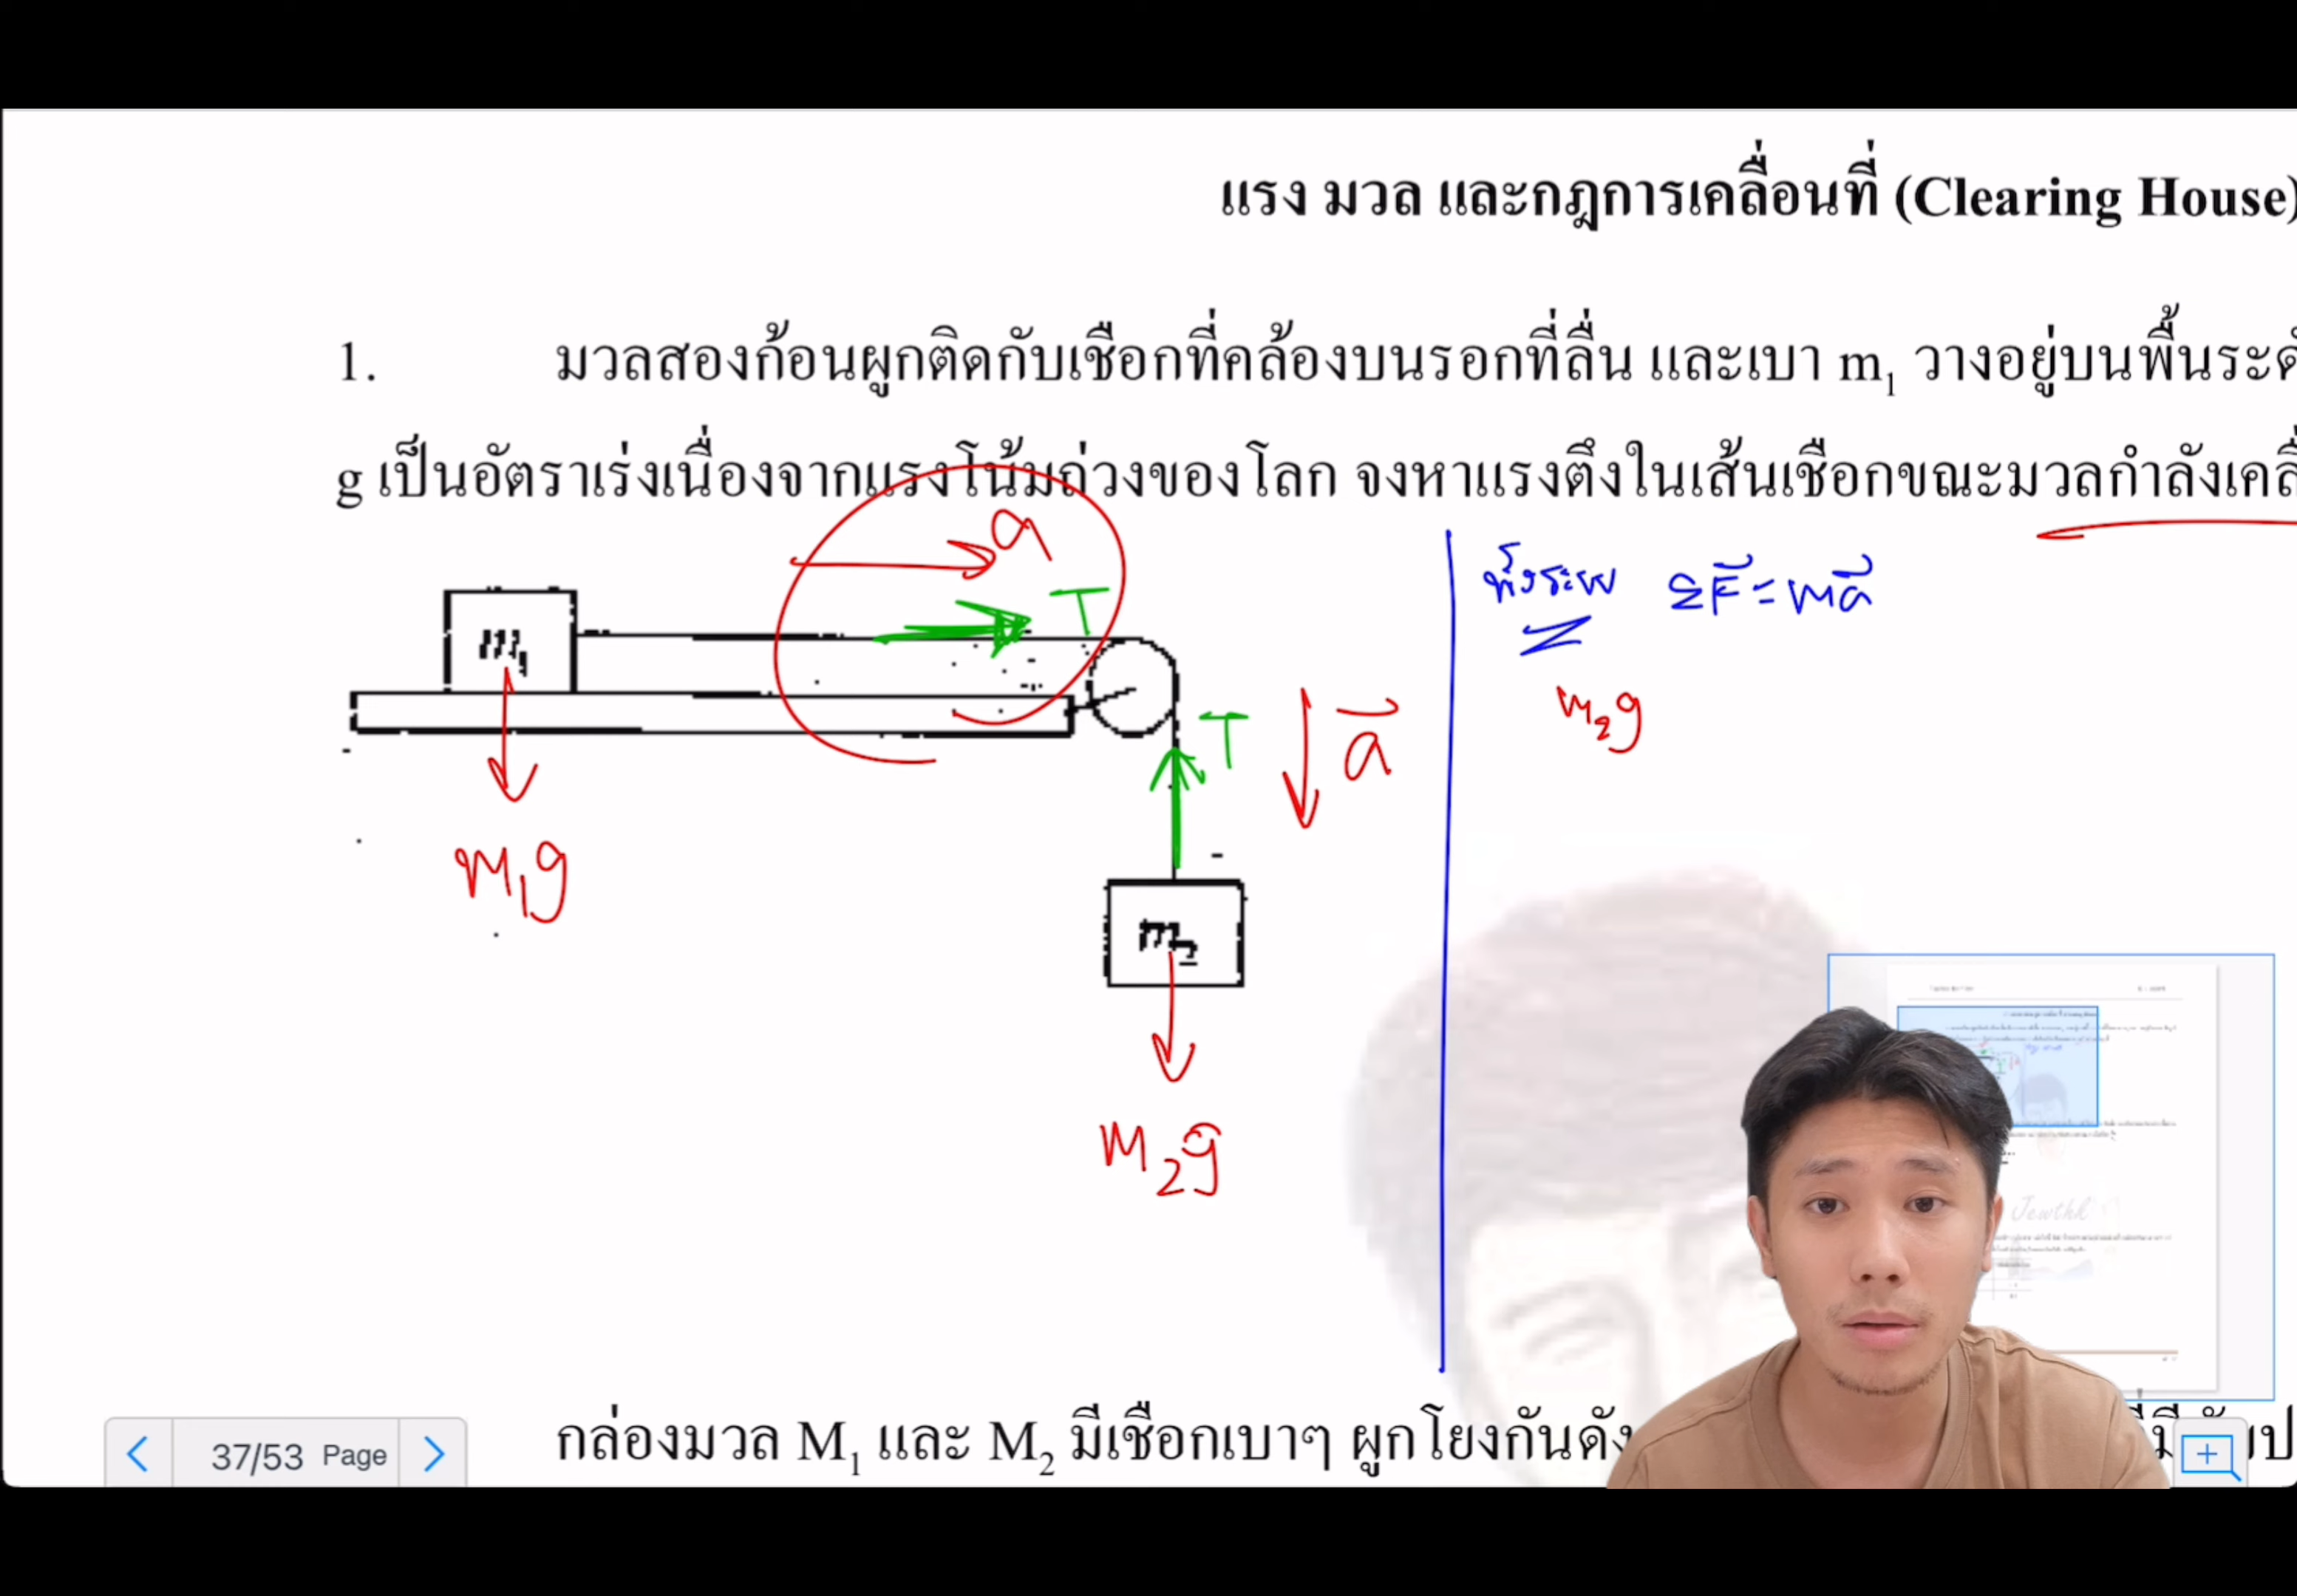 แรง มวล และกฎการเคลื่อนที่ (Clearing House)
1. มวลสองก้อนผูกติดกับเชือกที่คล้องบนรอกที่ลื่น และเบา m₁ วางอยู่บนพื้น
g เป็นอัตราเร่งเนื่องจากแรงโน้มถ่วงของโลก จงหาแรงตึงในเส้นเชือกขณะมวลกำลัง
a
T
ทั้งระบบ ΣF⃗ = ma⃗
m₁
m₂g
T
a⃗
m₁g
m₂
m₂g
Jewthh
กล่องมวล M₁ และ M₂ มีเชือกเบาๆ ผูกโยงกัน
37/53 Page